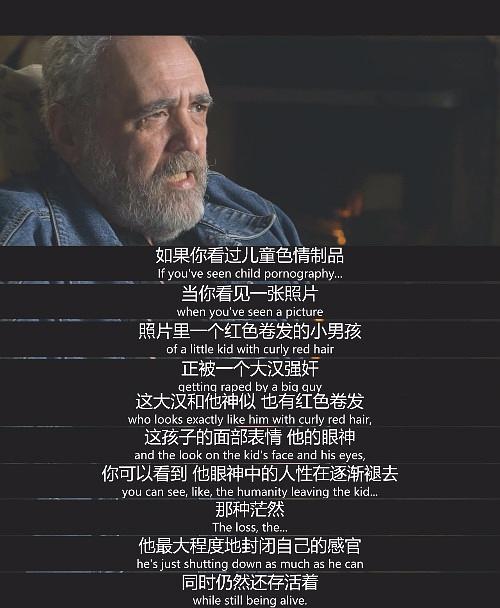 如果你看过儿童色情制品
If you've seen child pornography...
当你看见一张照片
when you've seen a picture
照片里一个红色卷发的小男孩
of a little kid with curly red hair
正被一个大汉强奸
getting raped by a big guy
这大汉和他神似 也有红色卷发
who looks exactly like him with curly red hair,
这孩子的面部表情 他的眼神
and the look on the kid's face and his eyes,
你可以看到 他眼神中的人性在逐渐褪去
you can see, like, the humanity leaving the kid...
那种茫然
The loss, the...
他最大程度地封闭自己的感官
he's just shutting down as much as he can
同时仍然还存活着
while still being alive.